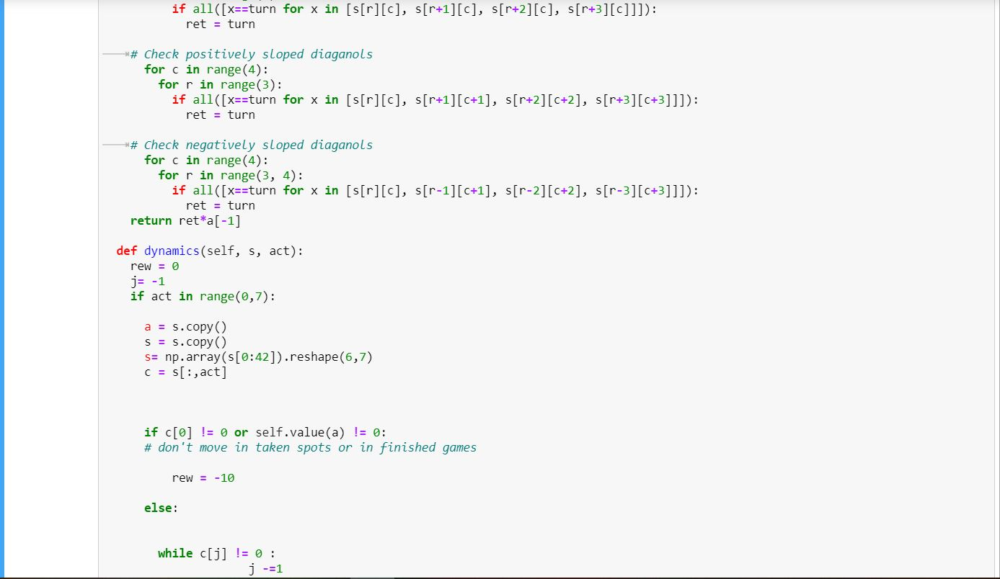 if all([x==turn for x in [s[r][c], s[r+1][c], s[r+2][c], s[r+3][c]]]):
ret = turn
# Check positively sloped diaganols
for c in range(4):
for r in range(3):
if all([x==turn for x in [s[r][c], s[r+1][c+1], s[r+2][c+2], s[r+3][c+3]]]):
ret = turn
# Check negatively sloped diaganols
for c in range(4):
for r in range(3, 4):
if all([x==turn for x in [s[r][c], s[r-1][c+1], s[r-2][c+2], s[r-3][c+3]]]):
ret = turn
return ret*a[-1]
def dynamics(self, s, act):
rew = 0
j= -1
if act in range(0,7):
a = s.copy()
s = s.copy()
s= np.array(s[0:42]).reshape(6,7)
c = s[:,act]
if c[0] != 0 or self.value(a) != 0:
# don't move in taken spots or in finished games
rew = -10
else:
while c[j] != 0 :
j -=1